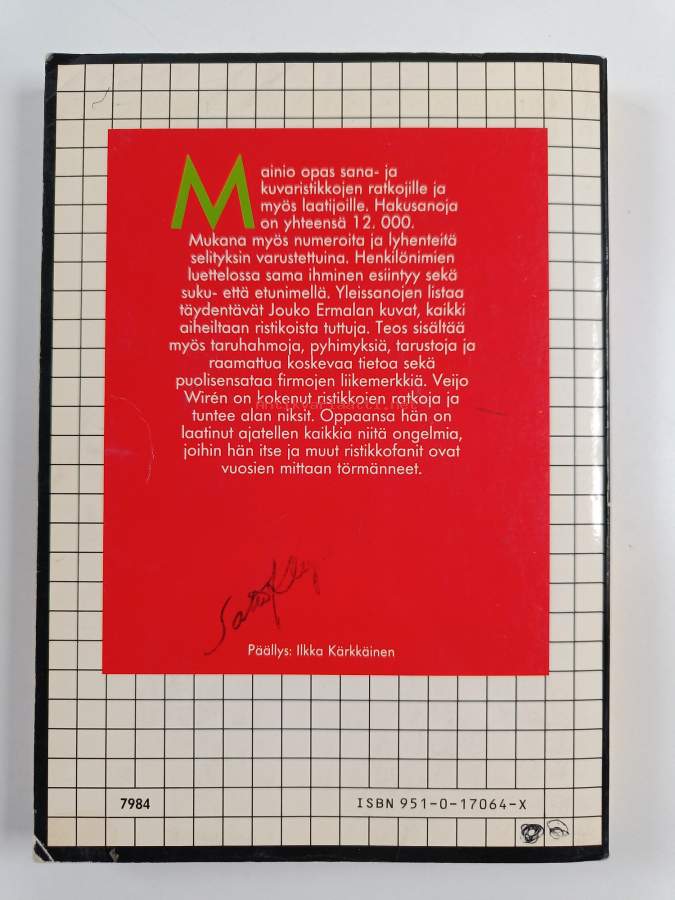 Mainio opas sana- ja
kuvaristikkojen ratkojille ja
myös laatijoille. Hakusanoja
on yhteensä 12. 000.
Mukana myös numeroita ja lyhenteitä
selityksin varustettuina. Henkilönimien
luettelossa sama ihminen esiintyy sekä
suku- että etunimellä. Yleissanojen listaa
täydentävät Jouko Ermalan kuvat, kaikki
aiheiltaan ristikoista tuttuja. Teos sisältää
myös taruhahmoja, pyhimyksiä, tarustoja ja
raamattua koskevaa tietoa sekä
puolisensataa firmojen liikemerkkiä. Veijo
Wirén on kokenut ristikkojen ratkoja ja
antikvariaatti.net
tuntee alan niksit. Oppaansa hän on
laatinut ajatellen kaikkia niitä ongelmia,
joihin hän itse ja muut ristikkofanit ovat
vuosien mittaan törmänneet.
Päällys: Ilkka Kärkkäinen
7984
ISBN 951-0-17064-X